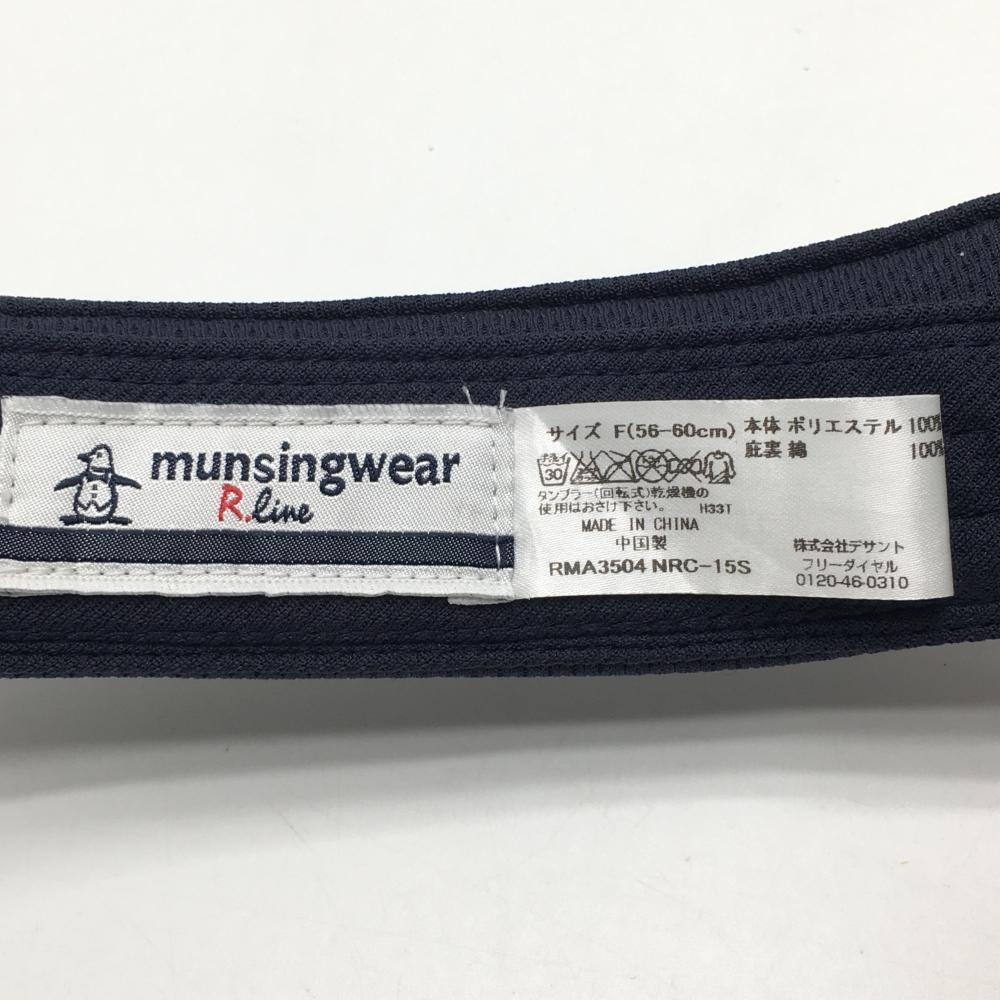 munsingwear
R.line
サイズ F(56-60cm) 本体 ポリエステル 100%
庇裏 綿 100%
30
タンブラー(回転式)乾燥機の
使用はおさけ下さい。 H33T
MADE IN CHINA
中国製
RMA3504 NRC-15S
株式会社デサント
フリーダイヤル
0120-46-0310